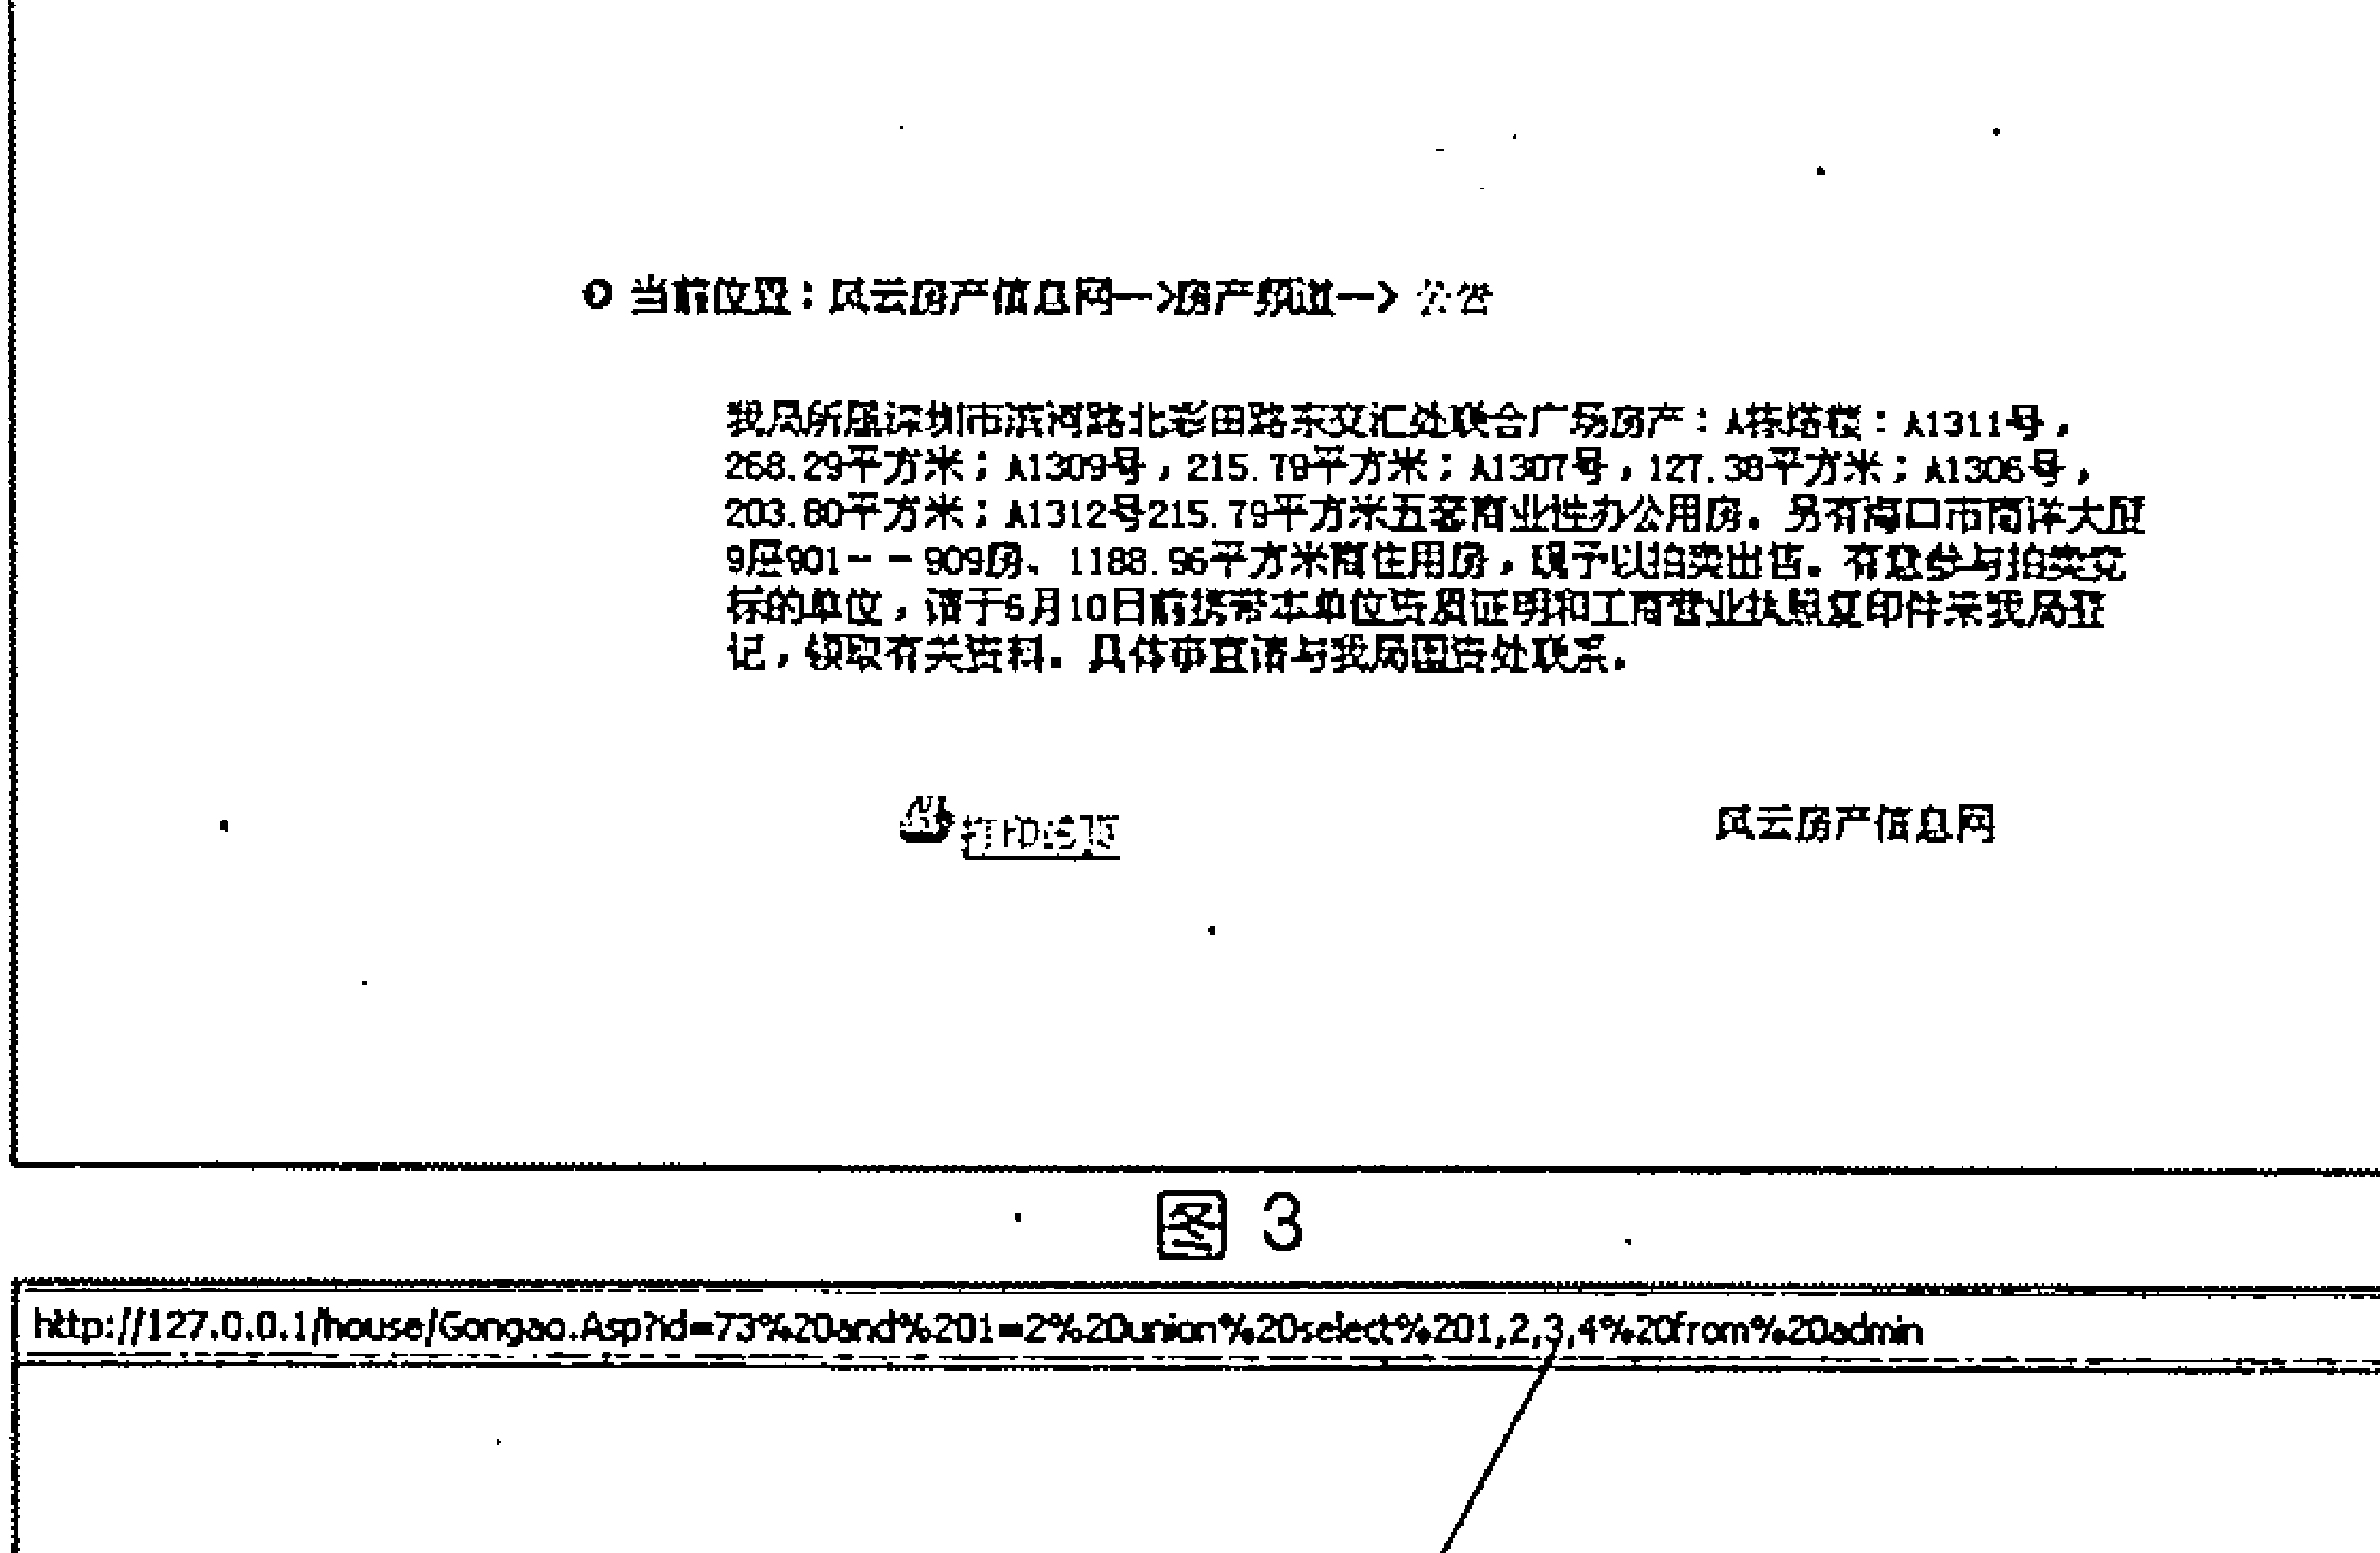 当前位置：风云房产信息网-->房产频道--> 公告
我局所属深圳市滨河路北彩田路东交汇处联合广场房产：A栋塔楼：A1311号，
268.29平方米；A1309号，215.79平方米；A1307号，127.38平方米；A1306号，
203.80平方米；A1312号215.79平方米五套商业性办公用房。另有海口市商洋大厦
9层901－－909房、1188.96平方米商住用房，现予以拍卖出售。有意参与拍卖竞
标的单位，请于6月10日前携带本单位资质证明和工商营业执照复印件来我局登
记，领取有关资料。具体事宜请与我局国资处联系。
打印本页
风云房产信息网
图 3
http://127.0.0.1/house/Gongao.Asp?id=73%20and%201=2%20union%20select%201,2,3,4%20from%20admin